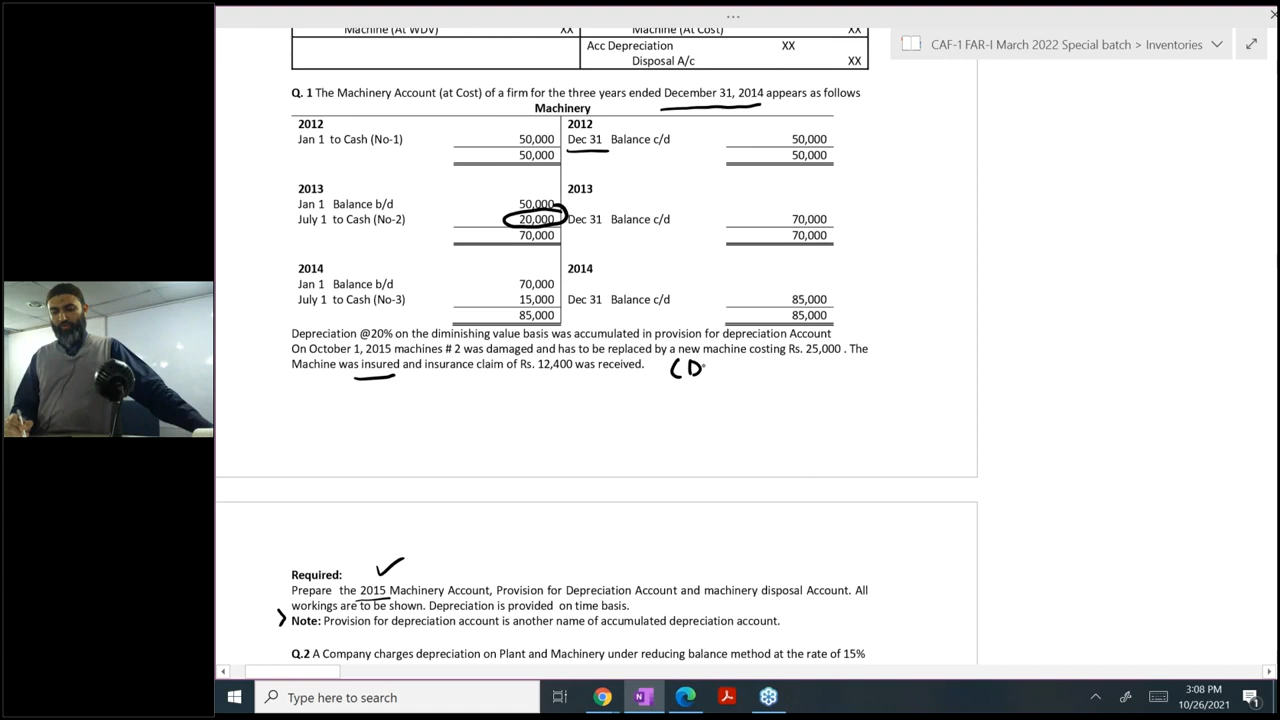 ...
CAF-1 FAR-I March 2022 Special batch > Inventories
Machine (At WDV) XX Machine (At Cost) XX
Acc Depreciation XX
Disposal A/c XX
Q. 1 The Machinery Account (at Cost) of a firm for the three years ended December 31, 2014 appears as follows
Machinery
2012 2012
Jan 1 to Cash (No-1) 50,000 Dec 31 Balance c/d 50,000
50,000 50,000
2013 2013
Jan 1 Balance b/d 50,000
July 1 to Cash (No-2) 20,000 Dec 31 Balance c/d 70,000
70,000 70,000
2014 2014
Jan 1 Balance b/d 70,000
July 1 to Cash (No-3) 15,000 Dec 31 Balance c/d 85,000
85,000 85,000
Depreciation @20% on the diminishing value basis was accumulated in provision for depreciation Account
On October 1, 2015 machines # 2 was damaged and has to be replaced by a new machine costing Rs. 25,000 . The
Machine was insured and insurance claim of Rs. 12,400 was received. (D
Required:
Prepare the 2015 Machinery Account, Provision for Depreciation Account and machinery disposal Account. All
workings are to be shown. Depreciation is provided on time basis.
Note: Provision for depreciation account is another name of accumulated depreciation account.
Q.2 A Company charges depreciation on Plant and Machinery under reducing balance method at the rate of 15%
Type here to search
3:08 PM
10/26/2021